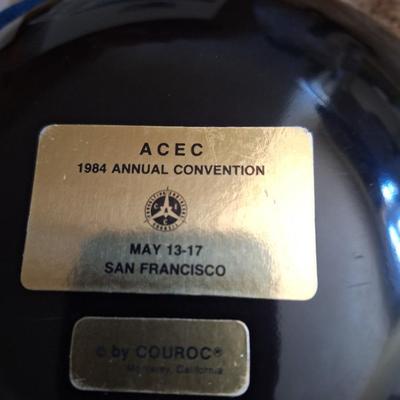 ACEC
1984 ANNUAL CONVENTION
MAY 13-17
SAN FRANCISCO
© by COUROC®
Monterey, California